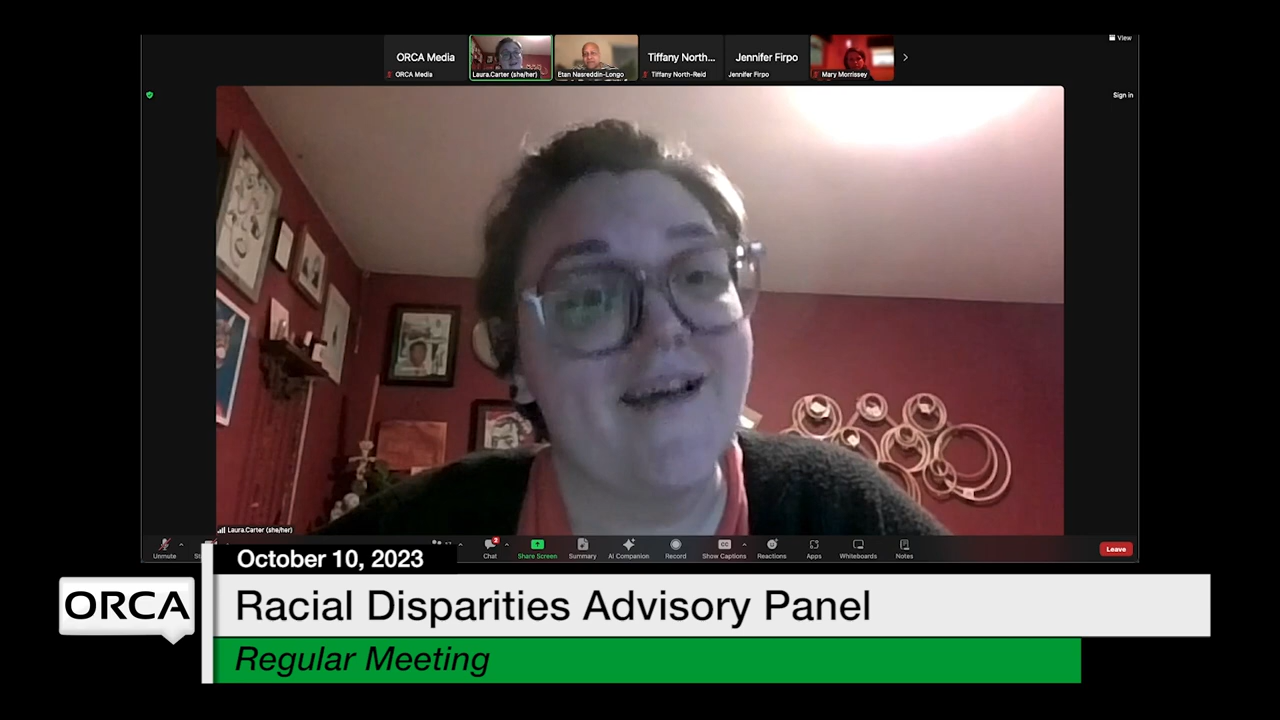 View
ORCA Media
Tiffany North...
Jennifer Firpo
ORCA Media
Laura.Carter (she/her)
Etan Nasreddin-Longo
Tiffany North-Reid
Jennifer Firpo
Mary Morrissey
Sign in
Laura.Carter (she/her)
Unmute
Chat
3
Share Screen
Summary
AI Companion
Record
CC
Show Captions
Reactions
Apps
Whiteboards
Notes
Leave
October 10, 2023
ORCA
Racial Disparities Advisory Panel
Regular Meeting